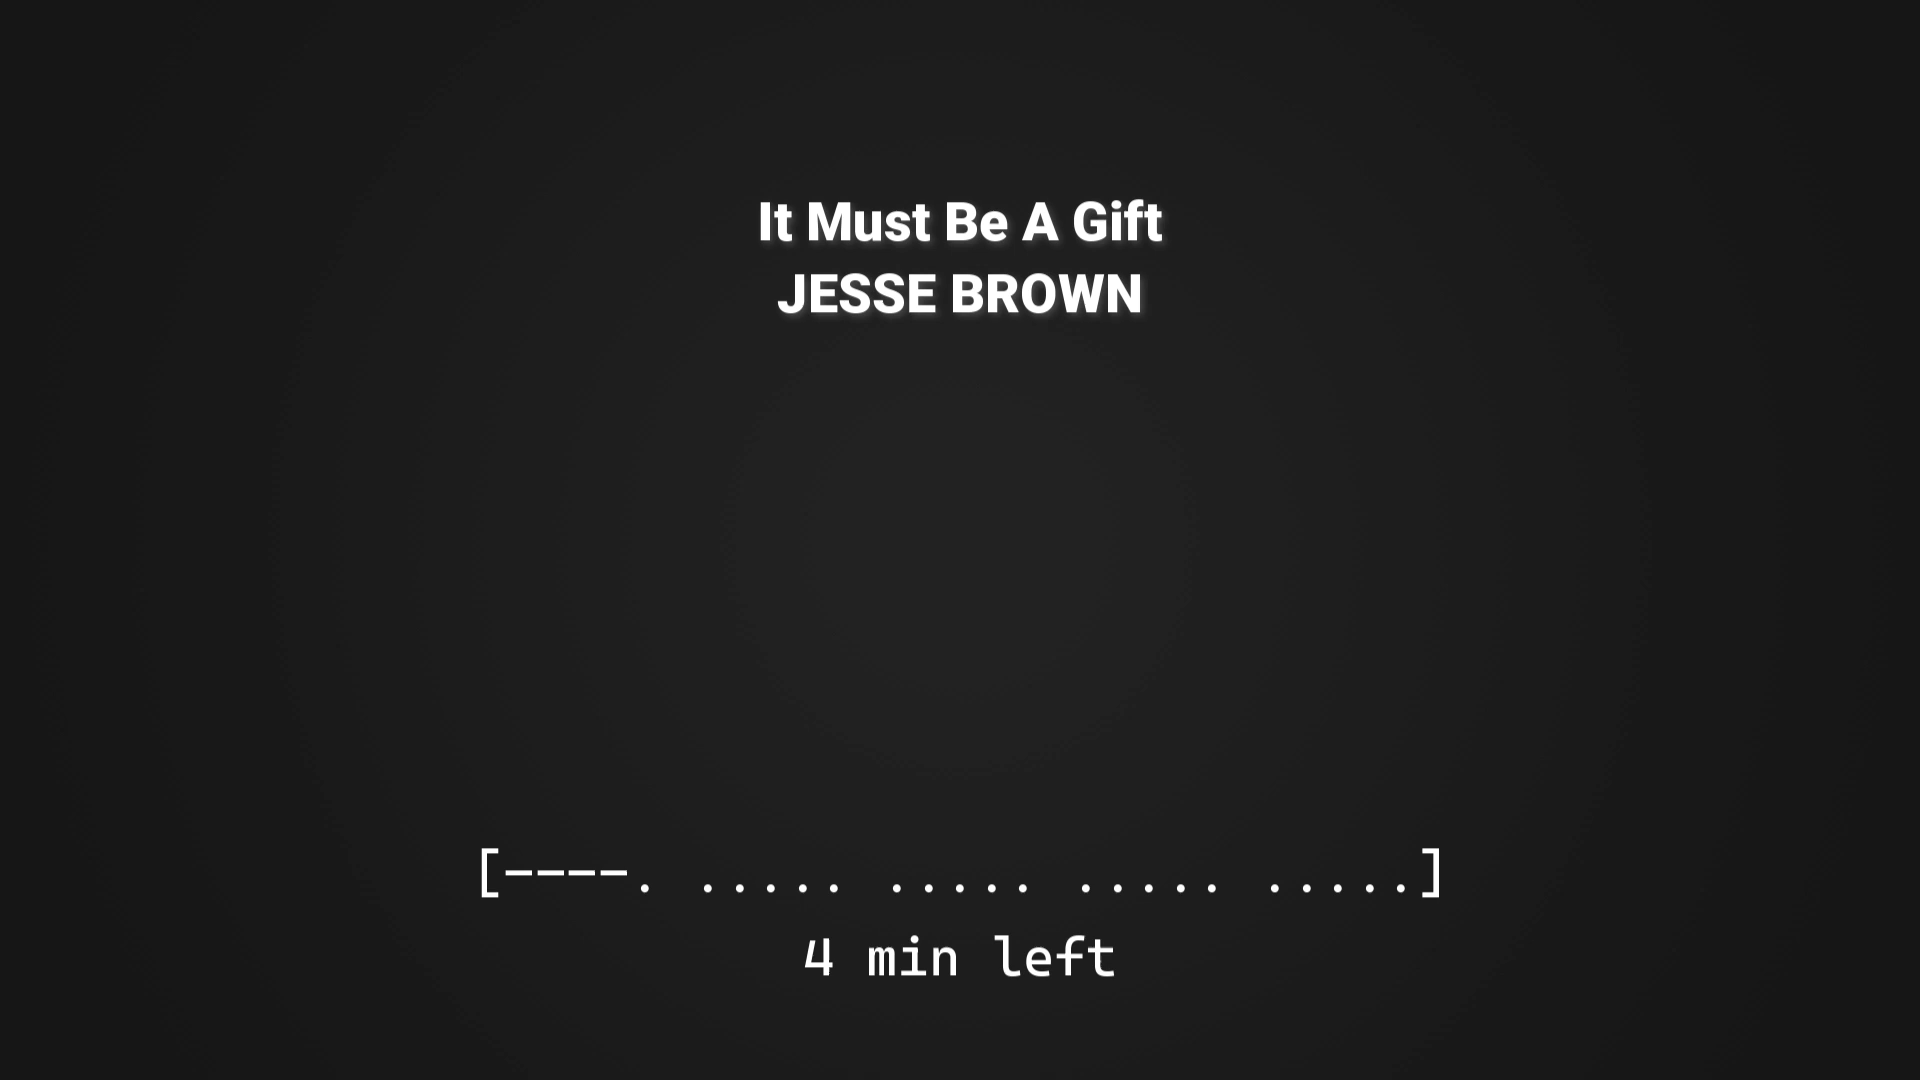 It Must Be A Gift
JESSE BROWN
[----. ..... ..... ..... .....]
4 min left